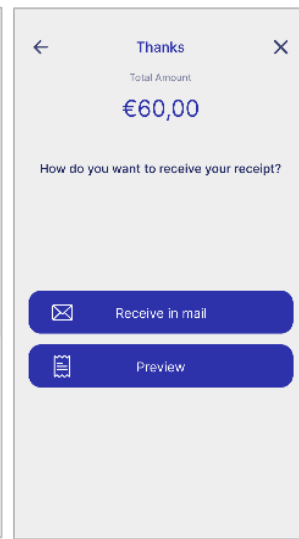 Thanks
Total Amount
€60,00
How do you want to receive your receipt?
Receive in mail
Preview